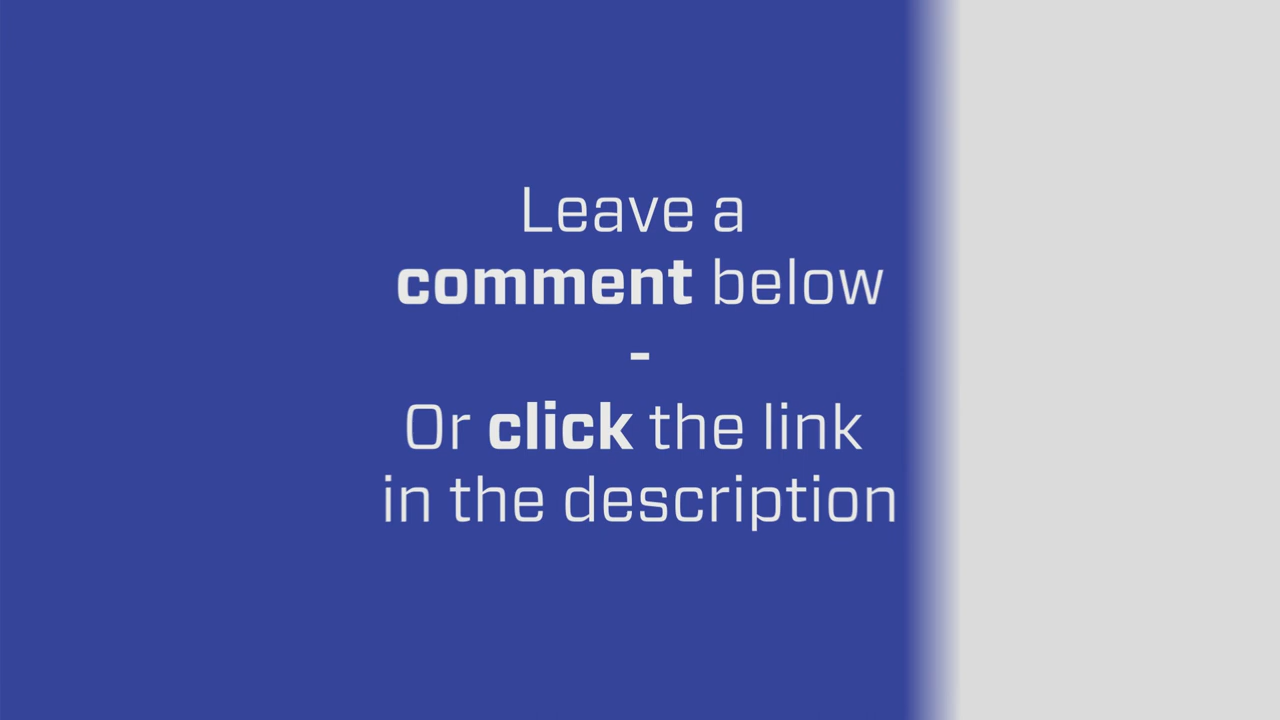 Leave a
comment below
-
Or click the link
in the description